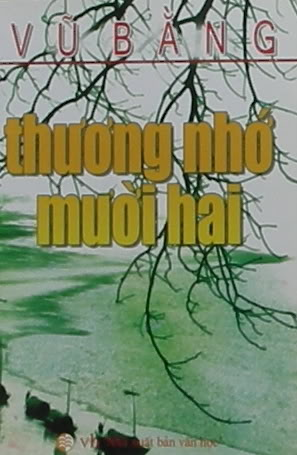 VŨ BẰNG
thương nhớ
mười hai
Nhà xuất bản văn học